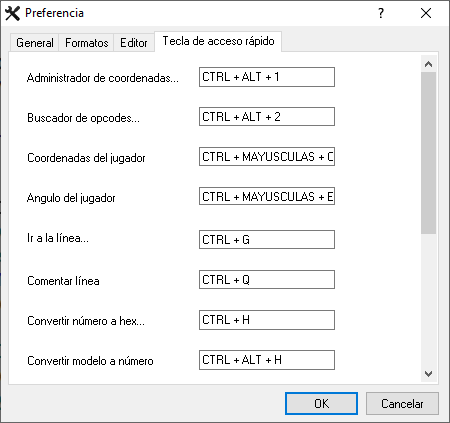 Preferencia
General Formatos Editor Tecla de acceso rápido
Administrador de coordenadas... CTRL + ALT + 1
Buscador de opcodes... CTRL + ALT + 2
Coordenadas del jugador CTRL + MAYUSCULAS + C
Angulo del jugador CTRL + MAYUSCULAS + E
Ir a la línea... CTRL + G
Comentar línea CTRL + Q
Convertir número a hex... CTRL + H
Convertir modelo a número CTRL + ALT + H
OK Cancelar